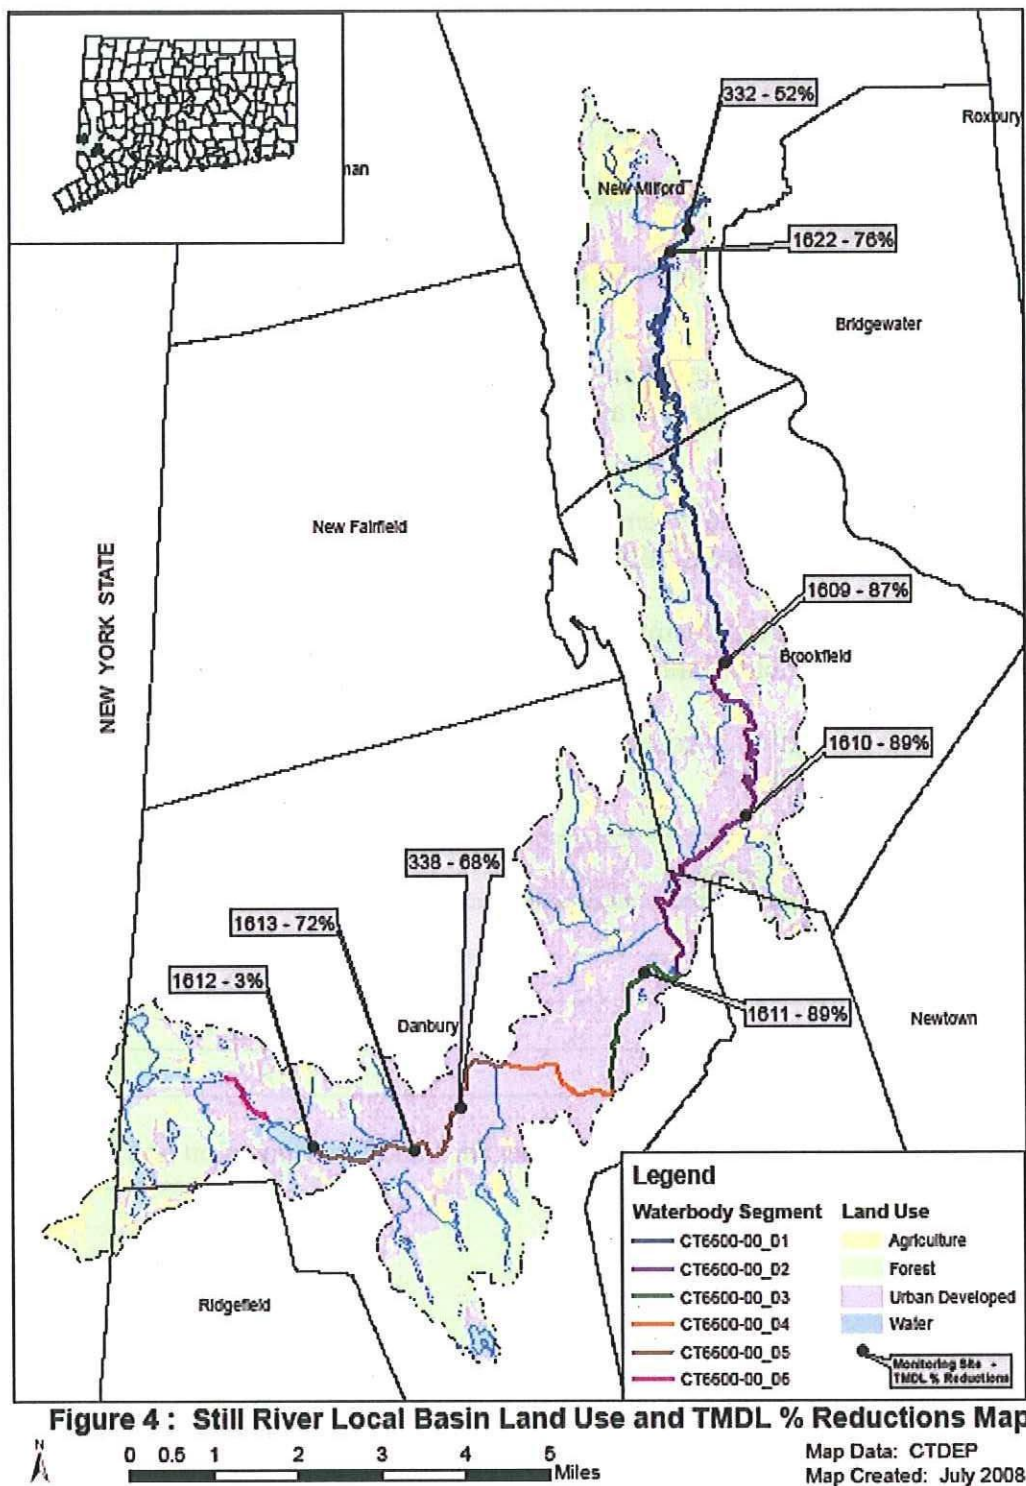 332 - 52%
Roxbury
man
New Milford
1622 - 76%
Bridgewater
New Fairfield
NEW YORK STATE
1609 - 87%
Brookfield
1610 - 89%
338 - 68%
1613 - 72%
1612 - 3%
Danbury
1611 - 89%
Newtown
Ridgefield
Legend
Waterbody Segment
CT6600-00_01
CT6600-00_02
CT6600-00_03
CT6600-00_04
CT6600-00_05
CT6600-00_06
Land Use
Agriculture
Forest
Urban Developed
Water
Monitoring Site -
TMDL % Reductions
Figure 4 : Still River Local Basin Land Use and TMDL % Reductions Map
N
0 0.5 1 2 3 4 5
Miles
Map Data: CTDEP
Map Created: July 2008